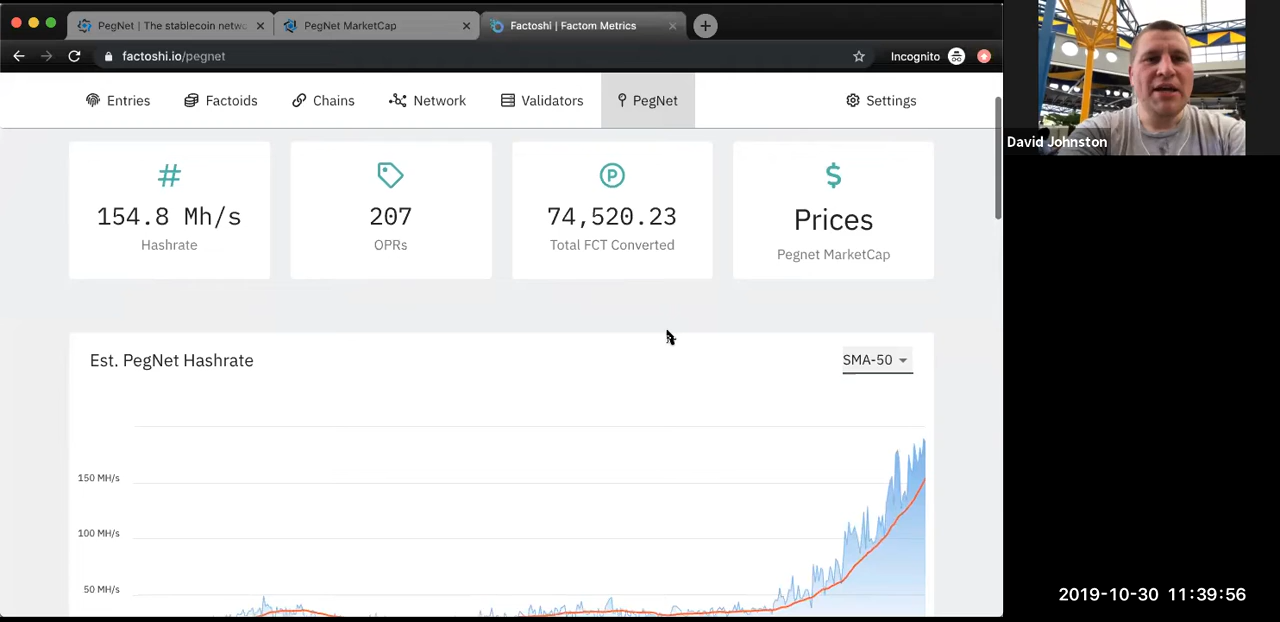 PegNet | The stablecoin netwo
PegNet MarketCap
Factoshi | Factom Metrics
factoshi.io/pegnet
Incognito
Entries
Factoids
Chains
Network
Validators
PegNet
Settings
David Johnston
154.8 Mh/s
Hashrate
207
OPRs
74,520.23
Total FCT Converted
$
Prices
Pegnet MarketCap
Est. PegNet Hashrate
SMA-50
150 MH/s
100 MH/s
50 MH/s
2019-10-30 11:39:56